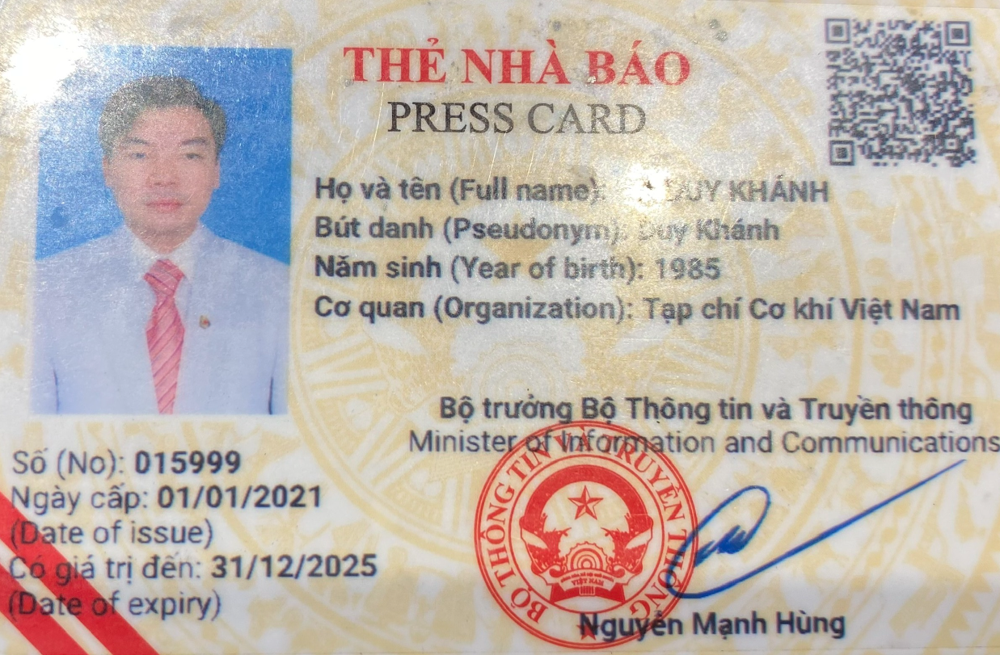 THẺ NHÀ BÁO
PRESS CARD
Họ và tên (Full name): DUY KHÁNH
Bút danh (Pseudonym): Duy Khánh
Năm sinh (Year of birth): 1985
Cơ quan (Organization): Tạp chí Cơ khí Việt Nam
Bộ trưởng Bộ Thông tin và Truyền thông
Minister of Information and Communications
Số (No): 015999
Ngày cấp: 01/01/2021
(Date of issue)
Có giá trị đến: 31/12/2025
(Date of expiry)
BỘ THÔNG TIN VÀ TRUYỀN THÔNG
VIỆT NAM
Nguyễn Mạnh Hùng